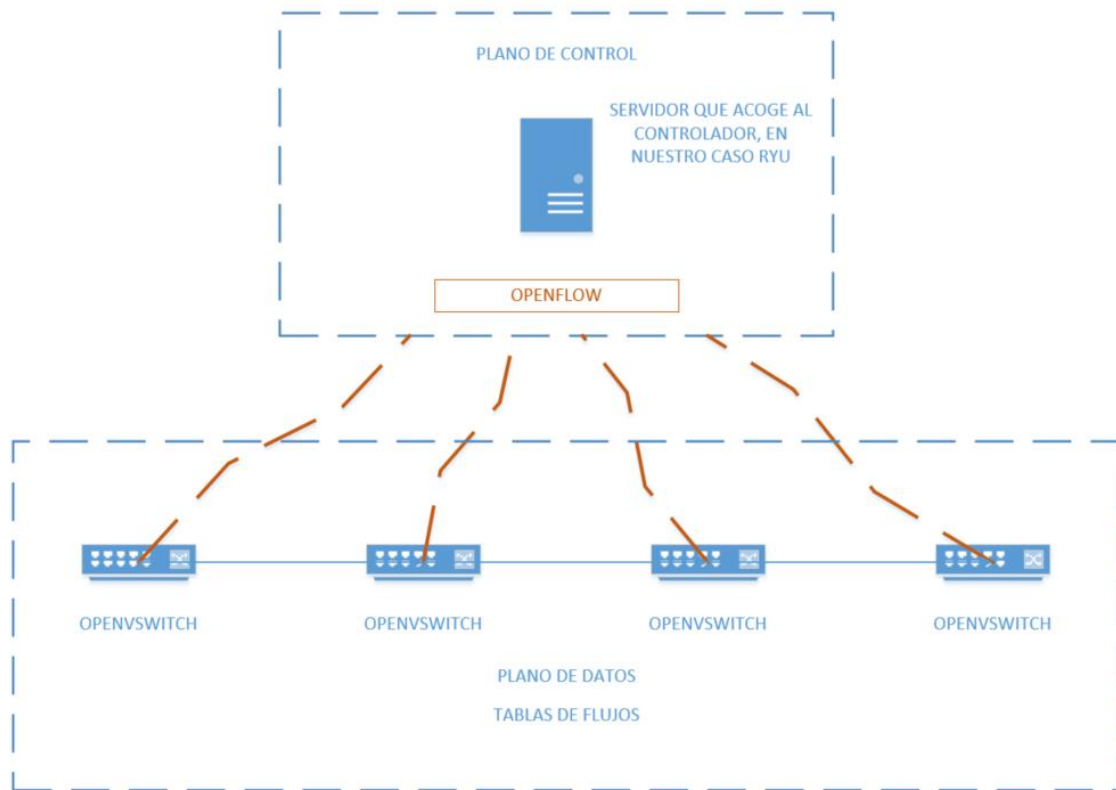 PLANO DE CONTROL
SERVIDOR QUE ACOGE AL
CONTROLADOR, EN
NUESTRO CASO RYU
OPENFLOW
OPENVSWITCH
OPENVSWITCH
OPENVSWITCH
OPENVSWITCH
PLANO DE DATOS
TABLAS DE FLUJOS